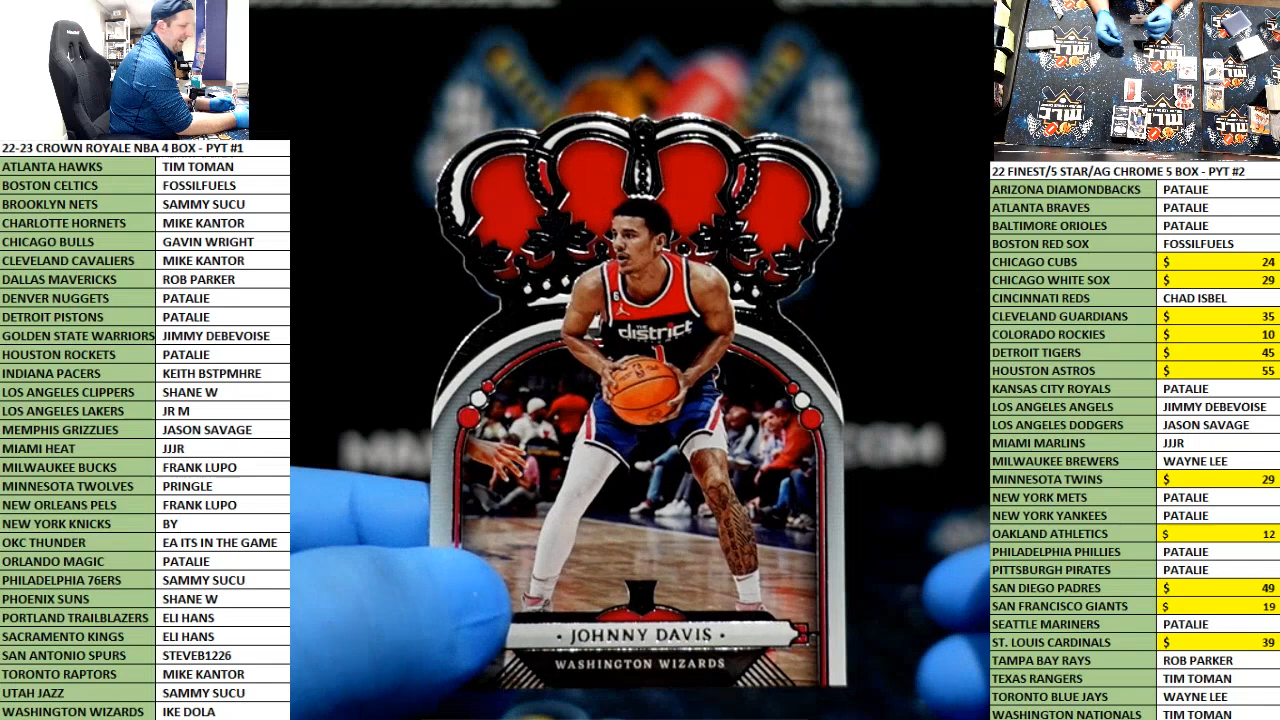 22-23 CROWN ROYALE NBA 4 BOX - PYT #1
ATLANTA HAWKS TIM TOMAN
BOSTON CELTICS FOSSILFUELS
BROOKLYN NETS SAMMY SUCU
CHARLOTTE HORNETS MIKE KANTOR
CHICAGO BULLS GAVIN WRIGHT
CLEVELAND CAVALIERS MIKE KANTOR
DALLAS MAVERICKS ROB PARKER
DENVER NUGGETS PATALIE
DETROIT PISTONS PATALIE
GOLDEN STATE WARRIORS JIMMY DEBEVOISE
HOUSTON ROCKETS PATALIE
INDIANA PACERS KEITH BSTPMHRE
LOS ANGELES CLIPPERS SHANE W
LOS ANGELES LAKERS JR M
MEMPHIS GRIZZLIES JASON SAVAGE
MIAMI HEAT JJJR
MILWAUKEE BUCKS FRANK LUPO
MINNESOTA TWOLVES PRINGLE
NEW ORLEANS PELS FRANK LUPO
NEW YORK KNICKS BY
OKC THUNDER EA ITS IN THE GAME
ORLANDO MAGIC PATALIE
PHILADELPHIA 76ERS SAMMY SUCU
PHOENIX SUNS SHANE W
PORTLAND TRAILBLAZERS ELI HANS
SACRAMENTO KINGS ELI HANS
SAN ANTONIO SPURS STEVEB1226
TORONTO RAPTORS MIKE KANTOR
UTAH JAZZ SAMMY SUCU
WASHINGTON WIZARDS IKE DOLA
THE
district
1
· JOHNNY DAVIS ·
WASHINGTON WIZARDS
22 FINEST/5 STAR/AG CHROME 5 BOX - PYT #2
ARIZONA DIAMONDBACKS PATALIE
ATLANTA BRAVES PATALIE
BALTIMORE ORIOLES PATALIE
BOSTON RED SOX FOSSILFUELS
CHICAGO CUBS $ 24
CHICAGO WHITE SOX $ 29
CINCINNATI REDS CHAD ISBEL
CLEVELAND GUARDIANS $ 35
COLORADO ROCKIES $ 10
DETROIT TIGERS $ 45
HOUSTON ASTROS $ 55
KANSAS CITY ROYALS PATALIE
LOS ANGELES ANGELS JIMMY DEBEVOISE
LOS ANGELES DODGERS JASON SAVAGE
MIAMI MARLINS JJJR
MILWAUKEE BREWERS WAYNE LEE
MINNESOTA TWINS $ 29
NEW YORK METS PATALIE
NEW YORK YANKEES PATALIE
OAKLAND ATHLETICS $ 12
PHILADELPHIA PHILLIES PATALIE
PITTSBURGH PIRATES PATALIE
SAN DIEGO PADRES $ 49
SAN FRANCISCO GIANTS $ 19
SEATTLE MARINERS PATALIE
ST. LOUIS CARDINALS $ 39
TAMPA BAY RAYS ROB PARKER
TEXAS RANGERS TIM TOMAN
TORONTO BLUE JAYS WAYNE LEE
WASHINGTON NATIONALS TIM TOMAN